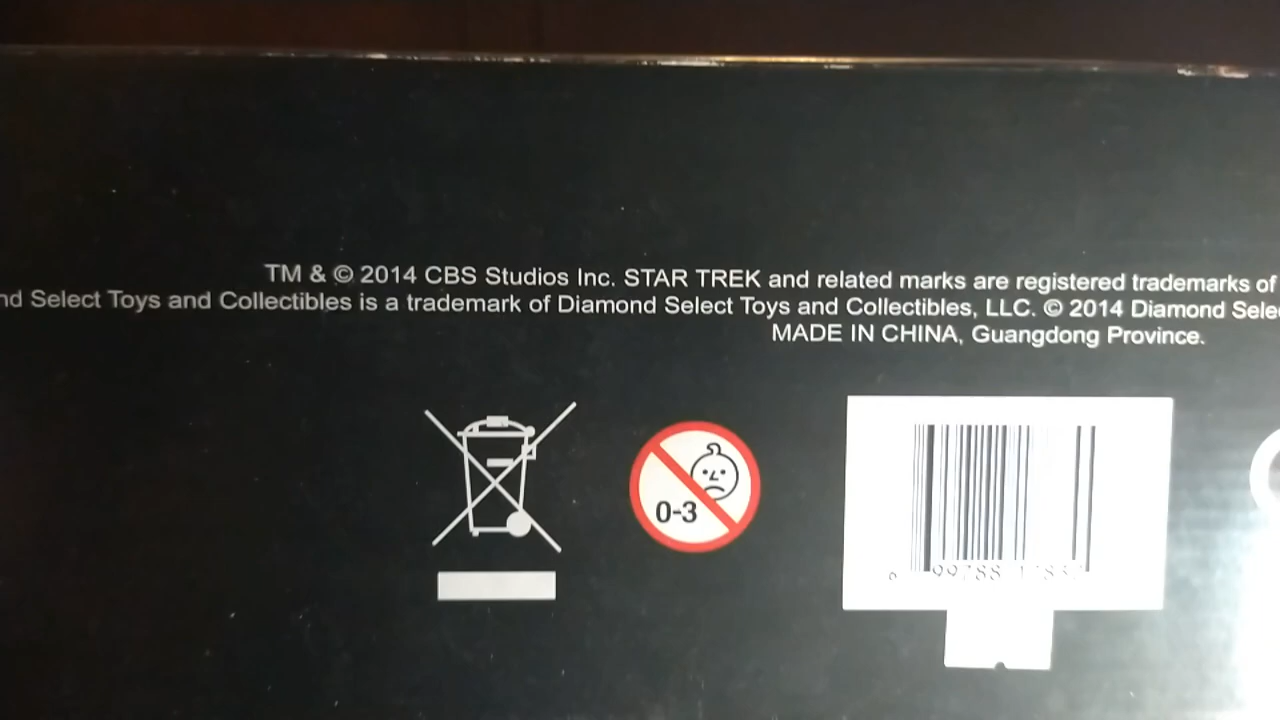 TM & © 2014 CBS Studios Inc. STAR TREK and related marks are registered trademarks of
nd Select Toys and Collectibles is a trademark of Diamond Select Toys and Collectibles, LLC. © 2014 Diamond Sele
MADE IN CHINA, Guangdong Province.
0-3
99788